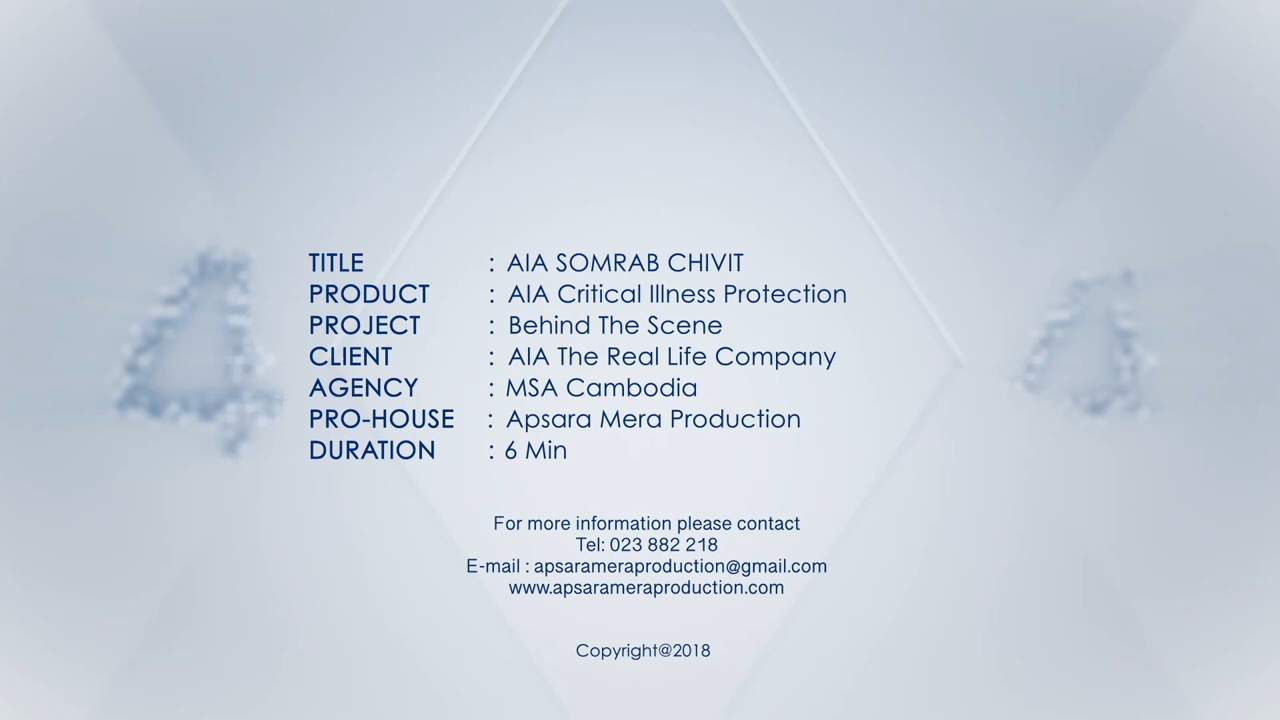 TITLE : AIA SOMRAB CHIVIT
PRODUCT : AIA Critical Illness Protection
PROJECT : Behind The Scene
CLIENT : AIA The Real Life Company
AGENCY : MSA Cambodia
PRO-HOUSE : Apsara Mera Production
DURATION : 6 Min
For more information please contact
Tel: 023 882 218
E-mail : apsarameraproduction@gmail.com
www.apsarameraproduction.com
Copyright@2018
4
4